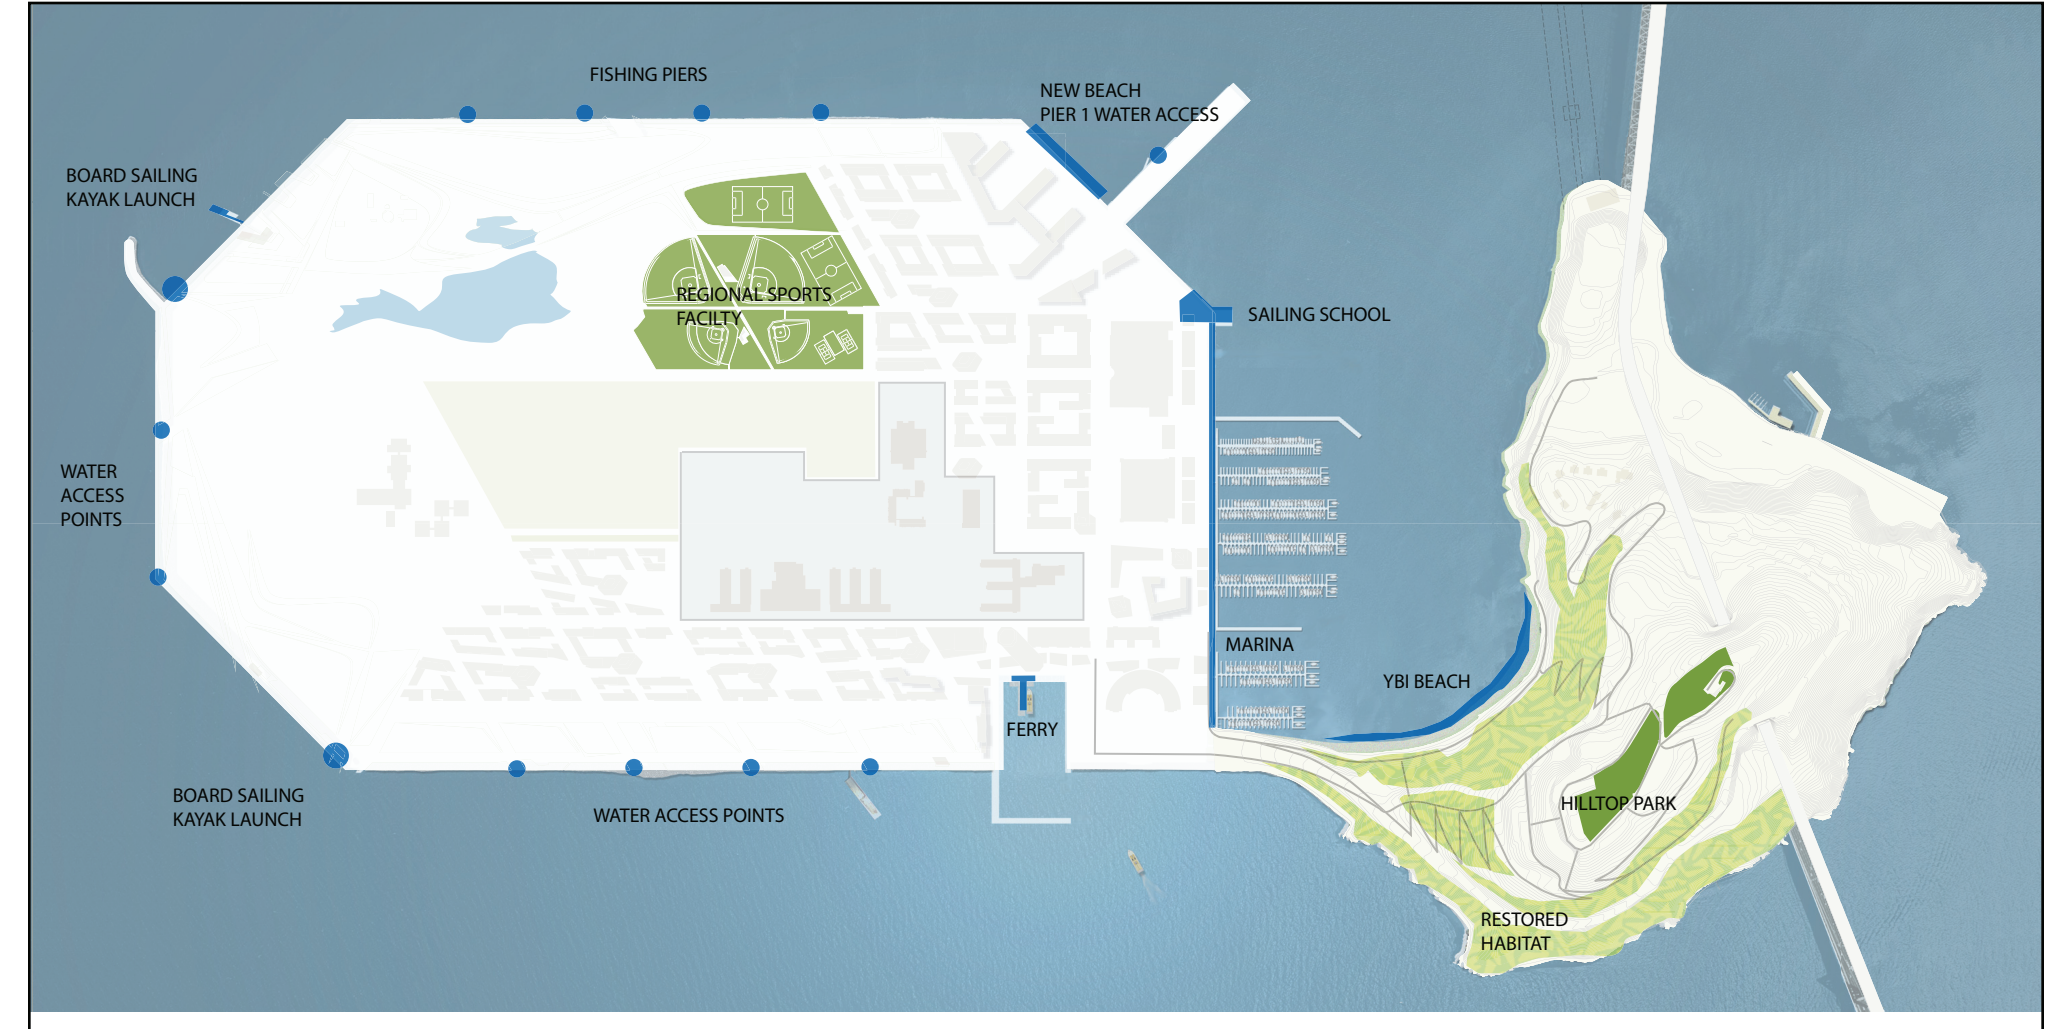 FISHING PIERS
NEW BEACH
PIER 1 WATER ACCESS
BOARD SAILING
KAYAK LAUNCH
REGIONAL SPORTS
FACILTY
SAILING SCHOOL
WATER
ACCESS
POINTS
MARINA
YBI BEACH
FERRY
BOARD SAILING
KAYAK LAUNCH
WATER ACCESS POINTS
HILLTOP PARK
RESTORED
HABITAT